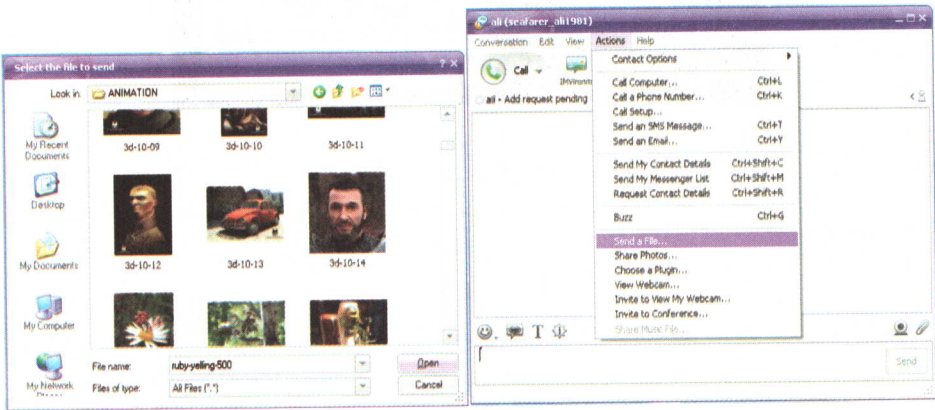 Select the file to send
Look in:
ANIMATION
My Recent
Documents
Desktop
My Documents
My Computer
My Network
3d-10-09
3d-10-10
3d-10-11
3d-10-12
3d-10-13
3d-10-14
File name:
ruby-yelling-500
Open
Files of type:
All Files (*.*)
Cancel
ali (seafarer_ali1981)
Conversation Edit View Actions Help
Call
ali - Add request pending
Contact Options
Call Computer... Ctrl+L
Call a Phone Number... Ctrl+K
Call Setup...
Send an SMS Message... Ctrl+T
Send an Email... Ctrl+Y
Send My Contact Details Ctrl+Shift+C
Send My Messenger List Ctrl+Shift+M
Request Contact Details Ctrl+Shift+R
Buzz Ctrl+G
Send a File...
Share Photos...
Choose a Plugin...
View Webcam...
Invite to View My Webcam...
Invite to Conference...
Share Music File...
Send